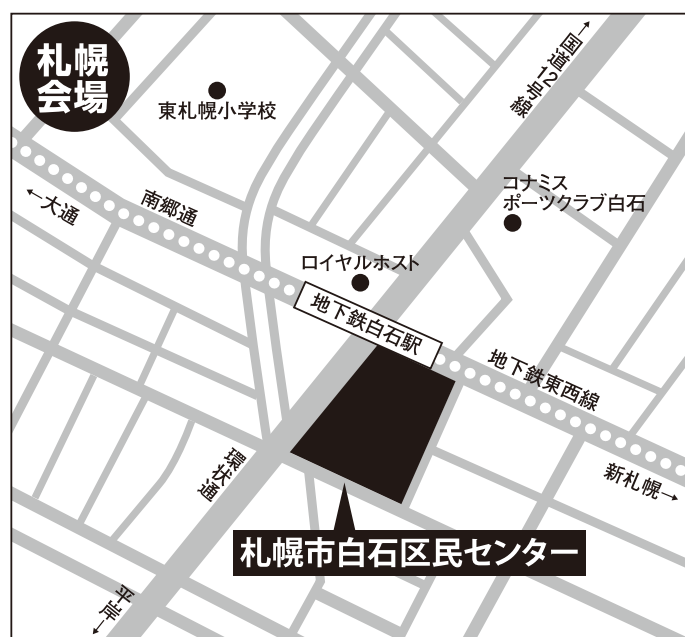 札幌
会場
東札幌小学校
→国道12号線
コナミス
ポーツクラブ白石
←大通
南郷通
ロイヤルホスト
地下鉄白石駅
地下鉄東西線
環状通
新札幌→
札幌市白石区民センター
平岸→